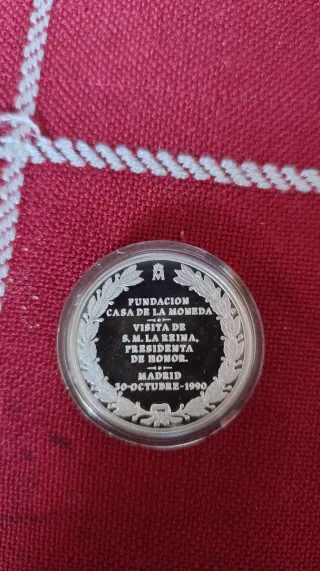 M
FUNDACION
CASA DE LA MONEDA
VISITA DE
S. M. LA REINA,
PRESIDENTA
DE HONOR.
MADRID
30-OCTUBRE-1990